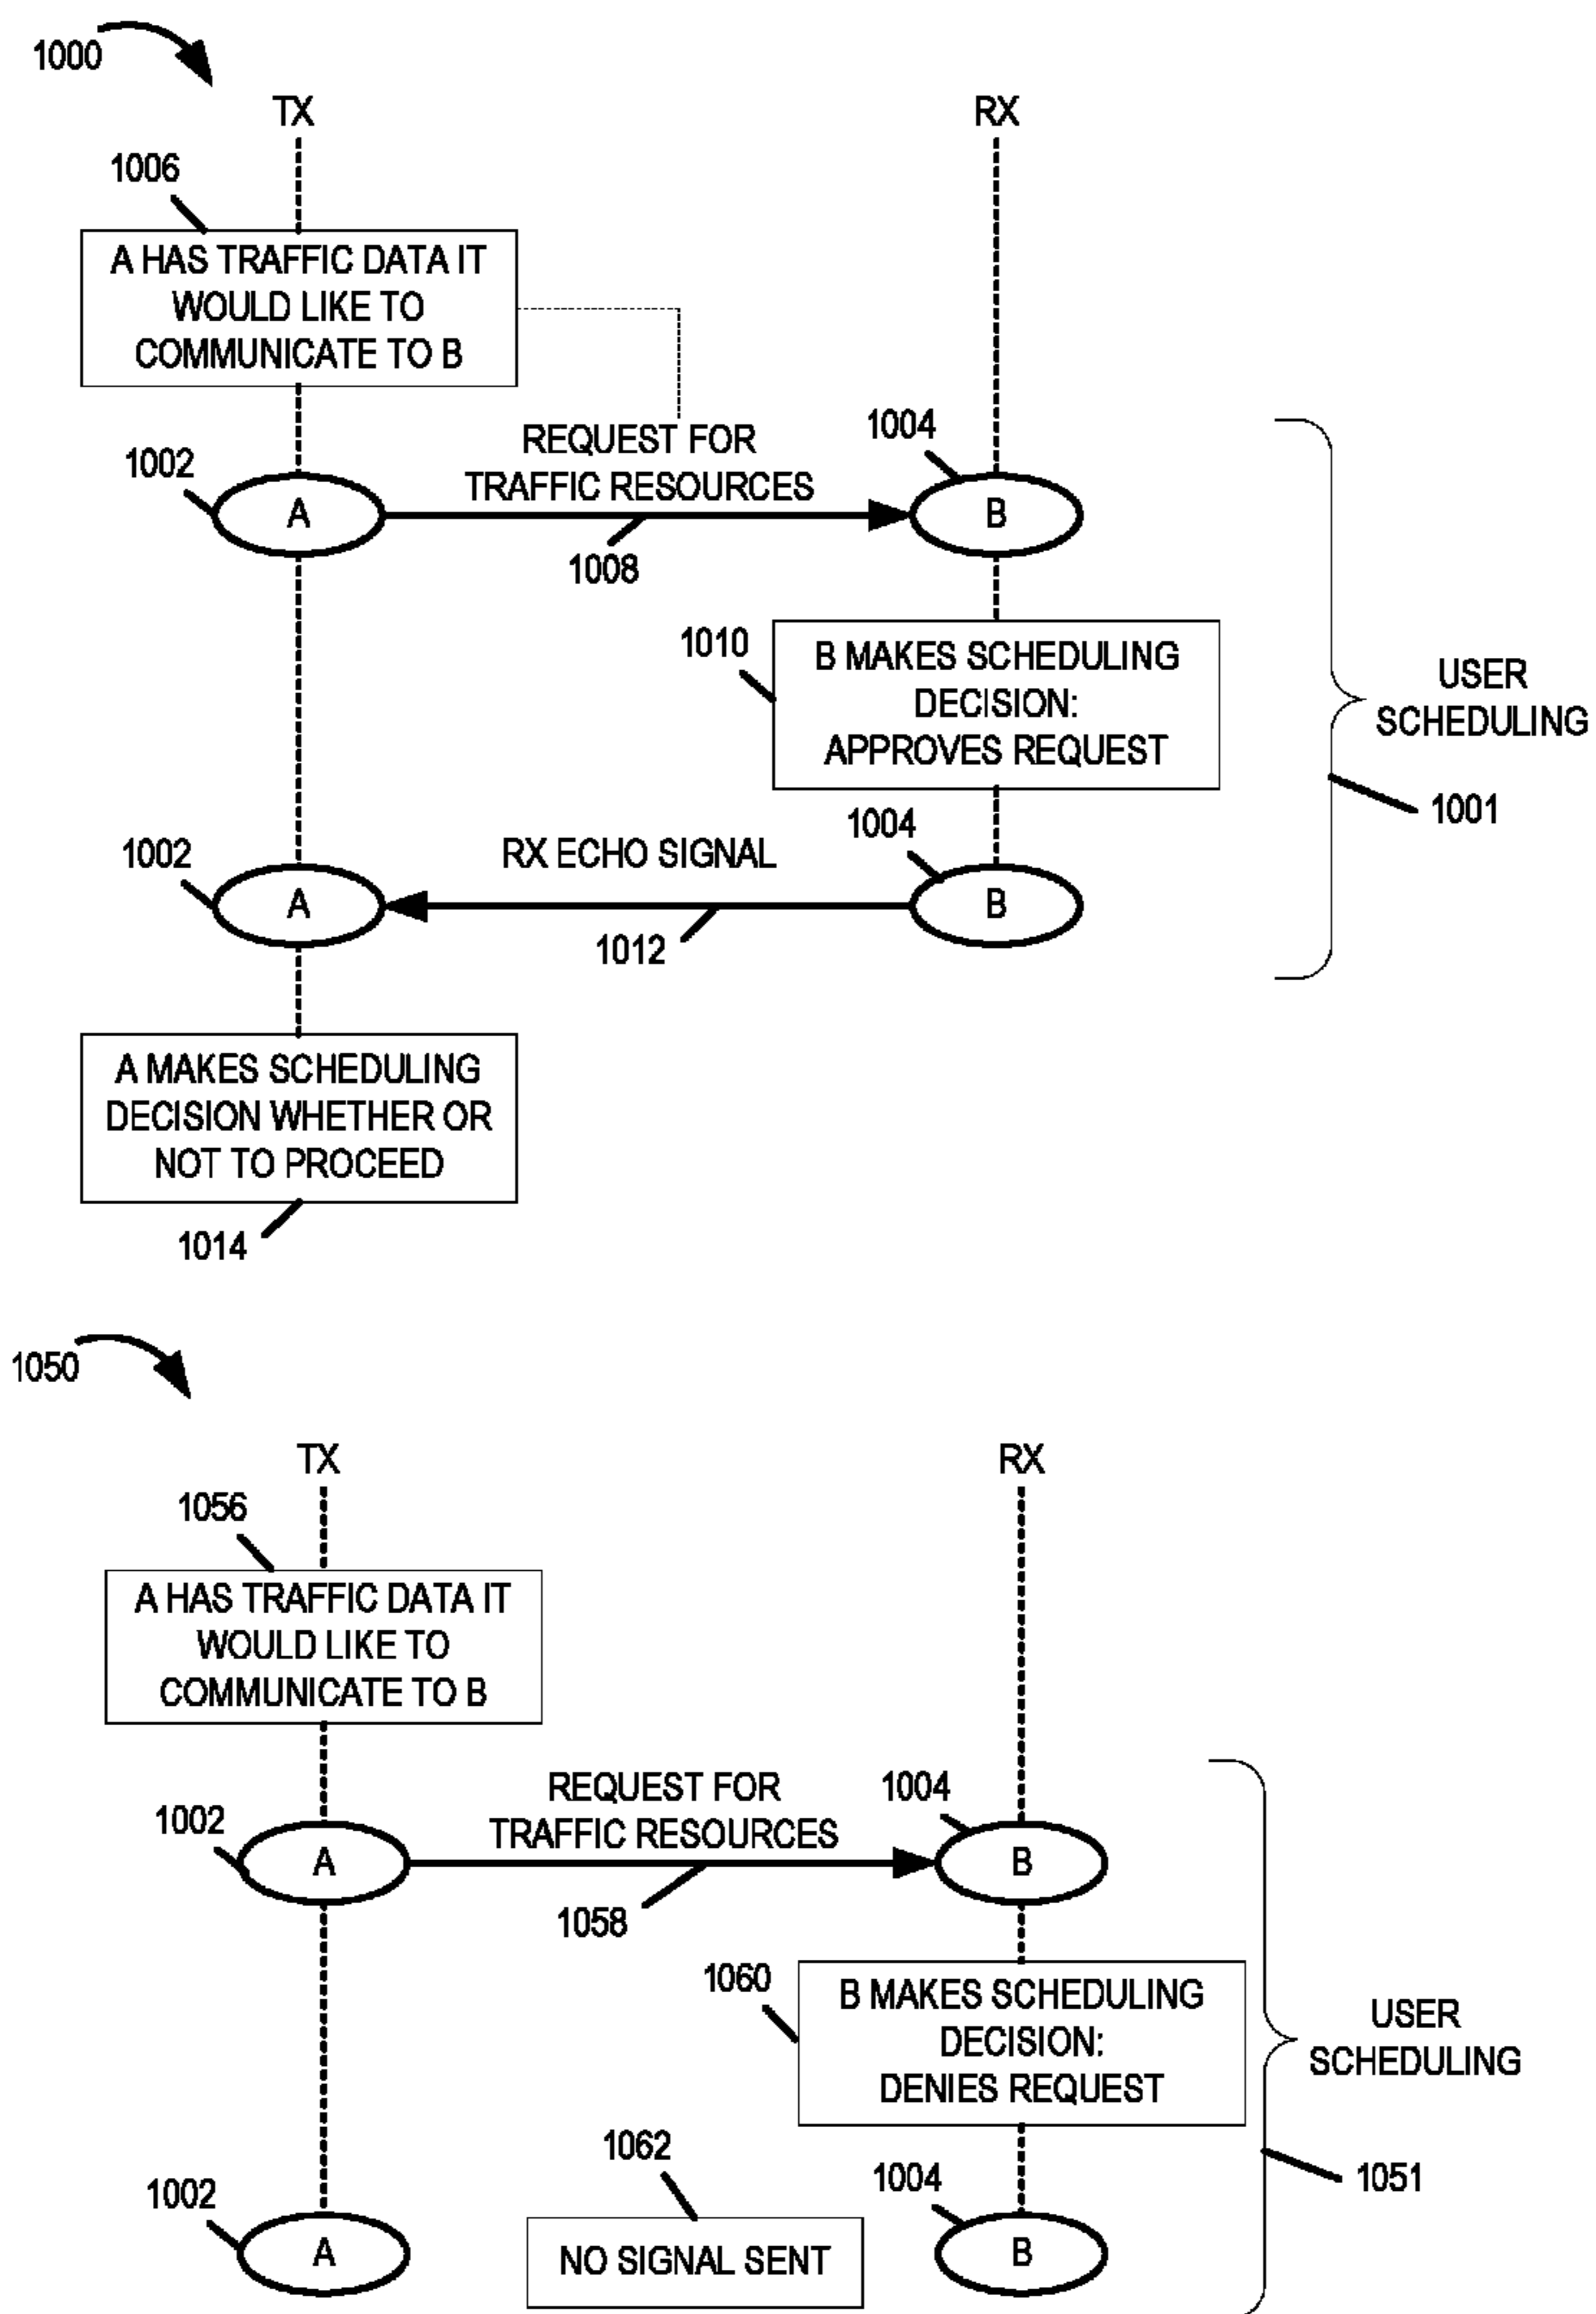 1000
TX
RX
1006
A HAS TRAFFIC DATA IT
WOULD LIKE TO
COMMUNICATE TO B
REQUEST FOR
TRAFFIC RESOURCES
1004
1002
A
B
1008
1010
B MAKES SCHEDULING
DECISION:
APPROVES REQUEST
USER
SCHEDULING
1001
1002
RX ECHO SIGNAL
1004
A
B
1012
A MAKES SCHEDULING
DECISION WHETHER OR
NOT TO PROCEED
1014
1050
TX
RX
1056
A HAS TRAFFIC DATA IT
WOULD LIKE TO
COMMUNICATE TO B
REQUEST FOR
TRAFFIC RESOURCES
1004
1002
A
B
1058
1060
B MAKES SCHEDULING
DECISION:
DENIES REQUEST
USER
SCHEDULING
1062
1004
1051
1002
A
NO SIGNAL SENT
B